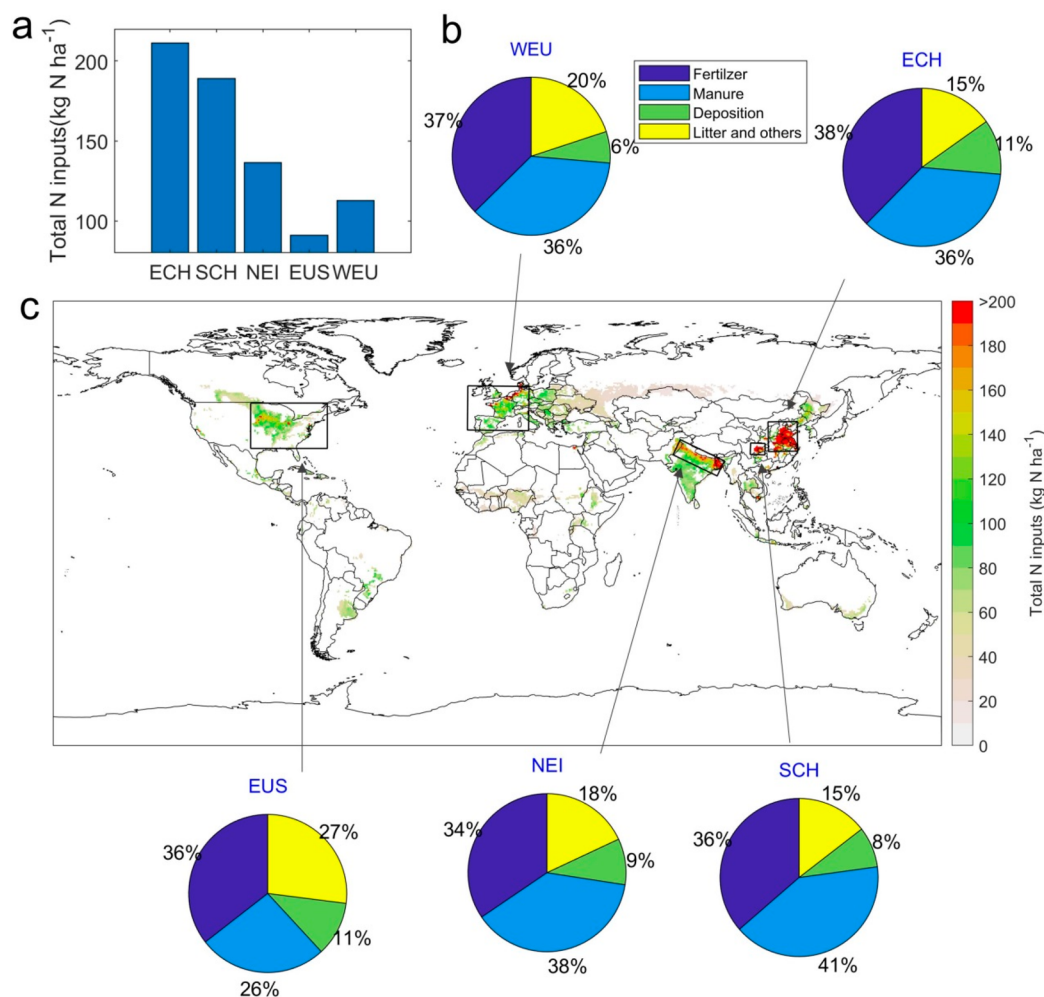 a
Total N inputs(kg N ha-1)
200
150
100
ECH SCH NEI EUS WEU
b
WEU
20%
37%
6%
36%
Fertilzer
Manure
Deposition
Litter and others
ECH
15%
38%
11%
36%
c
>200
180
160
140
120
100
90
80
60
40
20
0
Total N inputs (kg N ha-1)
EUS
27%
36%
11%
26%
NEI
18%
34%
9%
38%
SCH
15%
36%
8%
41%